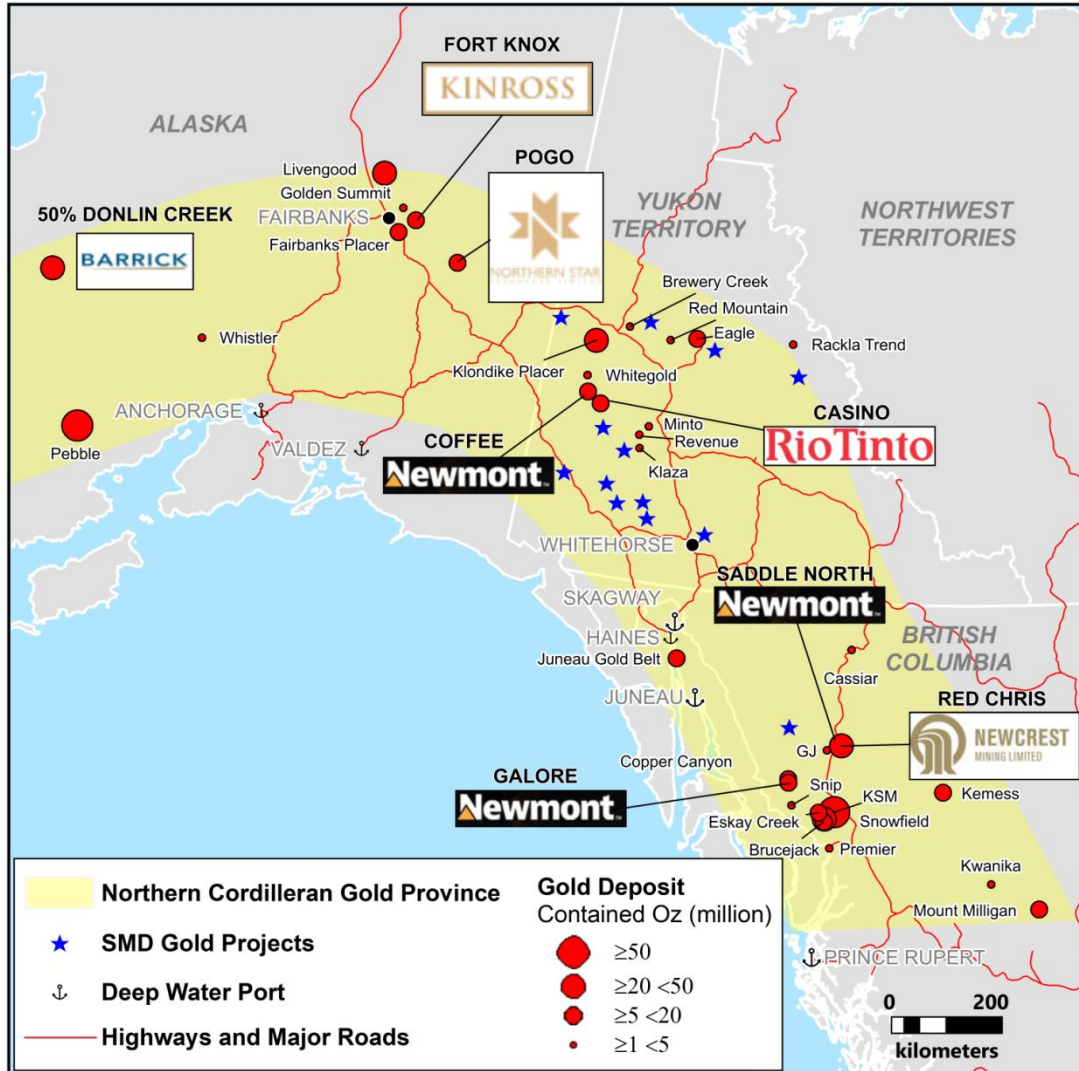 FORT KNOX
KINROSS
ALASKA
POGO
Livengood
Golden Summit
FAIRBANKS
Fairbanks Placer
NORTHERN STAR
50% DONLIN CREEK
BARRICK
YUKON
TERRITORY
NORTHWEST
TERRITORIES
Brewery Creek
Red Mountain
Eagle
Rackla Trend
Whistler
Klondike Placer
Whitegold
ANCHORAGE
VALDEZ
Pebble
COFFEE
Newmont
CASINO
RioTinto
Minto
Revenue
Klaza
WHITEHORSE
SADDLE NORTH
Newmont
SKAGWAY
HAINES
Juneau Gold Belt
JUNEAU
BRITISH
COLUMBIA
Cassiar
RED CHRIS
NEWCREST
MINING LIMITED
GJ
Copper Canyon
GALORE
Newmont
Snip
KSM
Kemess
Eskay Creek
Snowfield
Brucejack
Premier
Kwanika
Mount Milligan
PRINCE RUPERT
Northern Cordilleran Gold Province
SMD Gold Projects
Deep Water Port
Highways and Major Roads
Gold Deposit
Contained Oz (million)
≥50
≥20 <50
≥5 <20
≥1 <5
0 200
kilometers